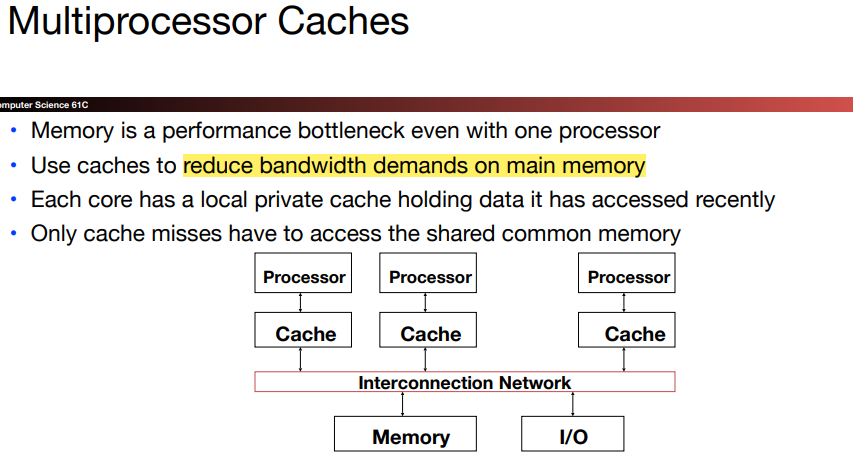 Multiprocessor Caches
omputer Science 61C
• Memory is a performance bottleneck even with one processor
• Use caches to reduce bandwidth demands on main memory
• Each core has a local private cache holding data it has accessed recently
• Only cache misses have to access the shared common memory
Processor Processor Processor
Cache Cache Cache
Interconnection Network
Memory I/O